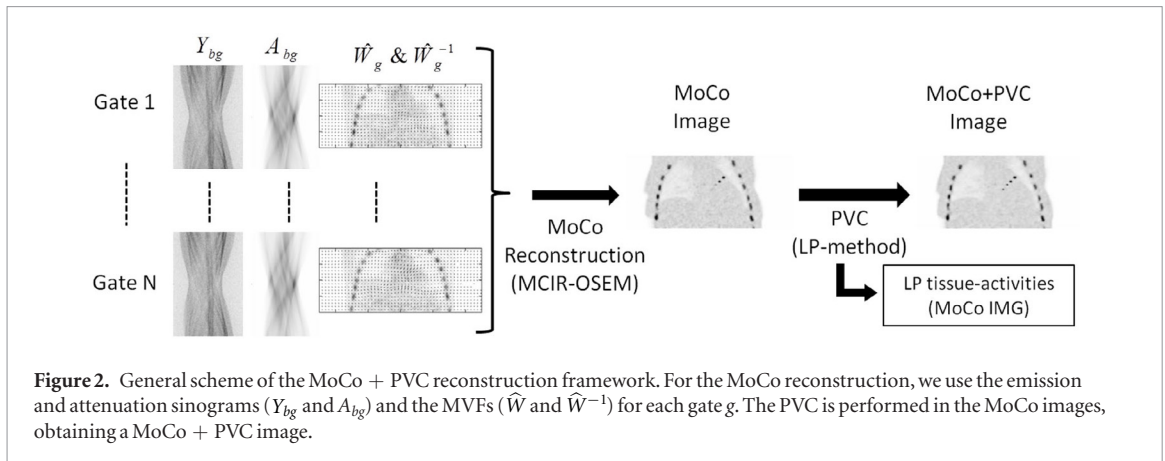 Y_bg A_bg Ŵ_g & Ŵ_g^-1
Gate 1
Gate N
MoCo
Reconstruction
(MCIR-OSEM)
MoCo
Image
PVC
(LP-method)
MoCo+PVC
Image
LP tissue-activities
(MoCo IMG)
Figure 2. General scheme of the MoCo + PVC reconstruction framework. For the MoCo reconstruction, we use the emission
and attenuation sinograms (Y_bg and A_bg) and the MVFs (Ŵ and Ŵ^−1) for each gate g. The PVC is performed in the MoCo images,
obtaining a MoCo + PVC image.